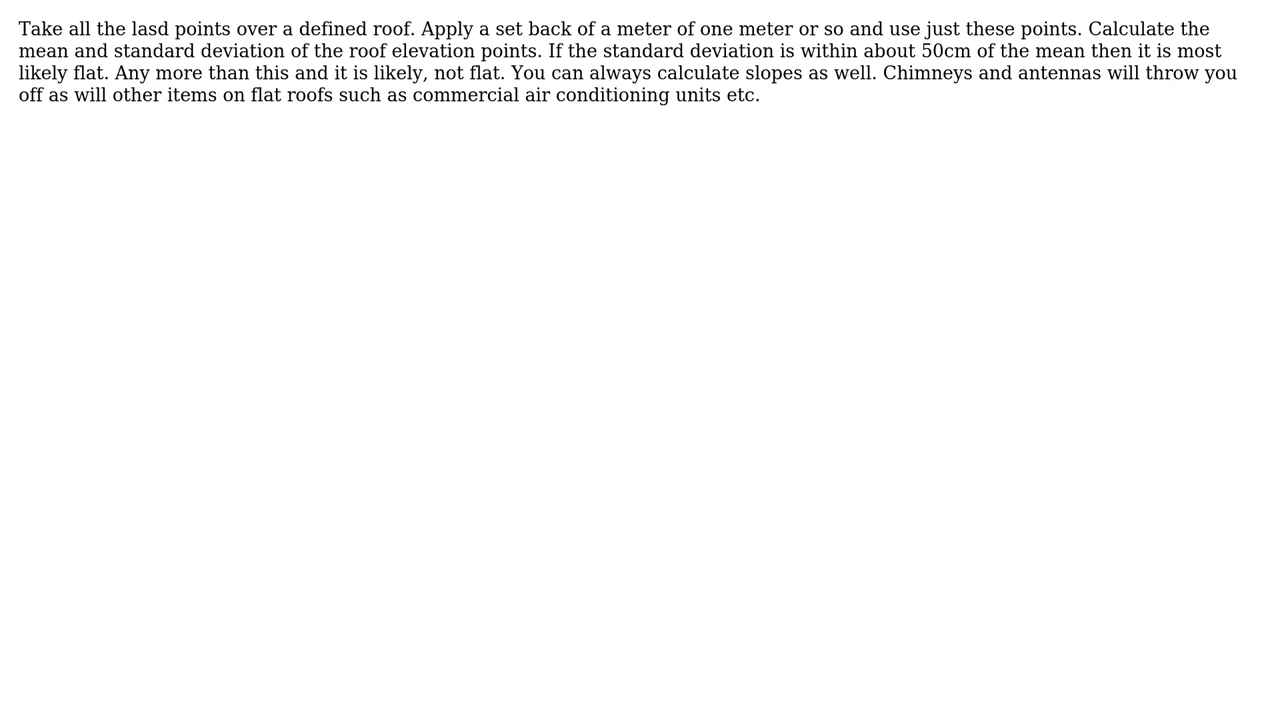 Take all the lasd points over a defined roof. Apply a set back of a meter of one meter or so and use just these points. Calculate the
mean and standard deviation of the roof elevation points. If the standard deviation is within about 50cm of the mean then it is most
likely flat. Any more than this and it is likely, not flat. You can always calculate slopes as well. Chimneys and antennas will throw you
off as will other items on flat roofs such as commercial air conditioning units etc.